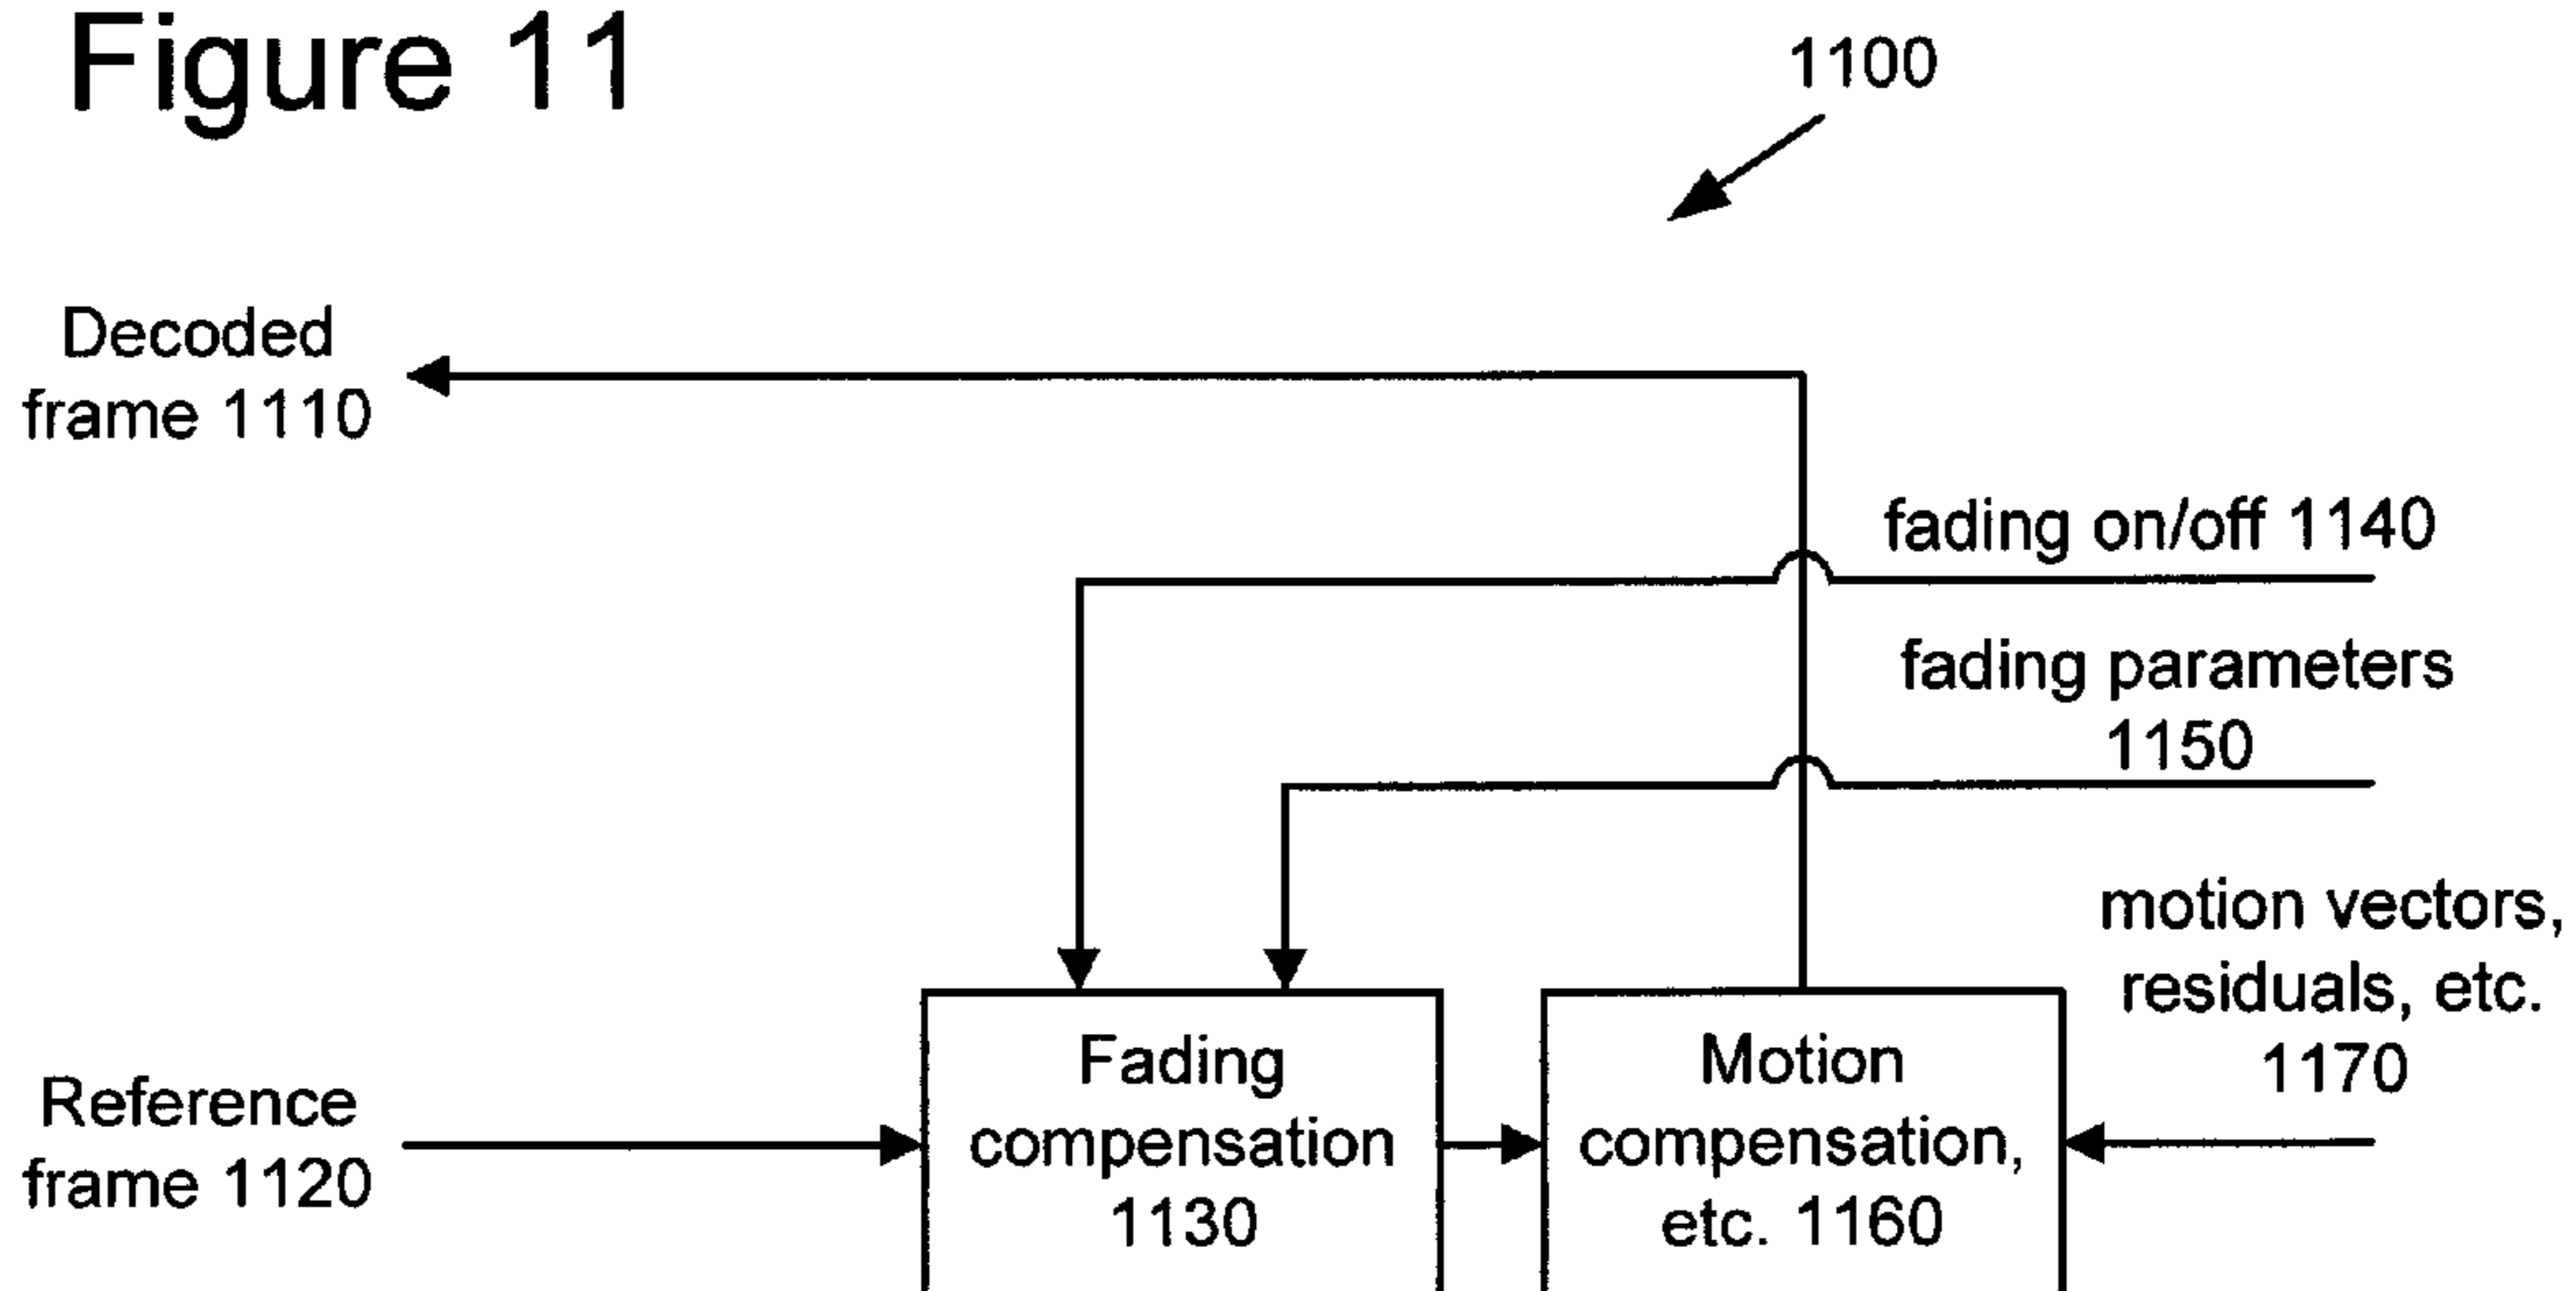 Figure 11
1100
Decoded
frame 1110
fading on/off 1140
fading parameters
1150
motion vectors,
residuals, etc.
1170
Reference
frame 1120
Fading
compensation
1130
Motion
compensation,
etc. 1160